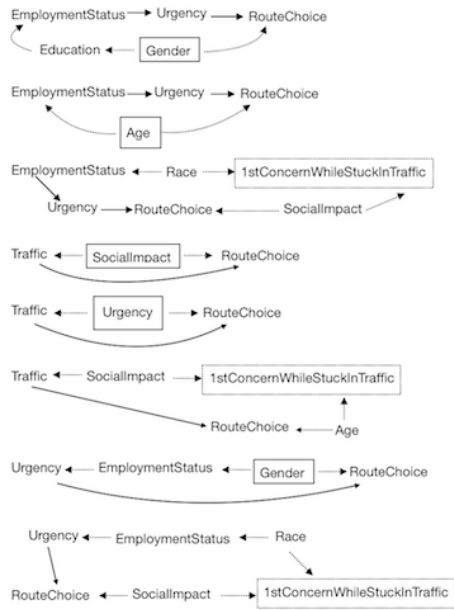 EmploymentStatus Urgency RouteChoice
Education Gender
EmploymentStatus Urgency RouteChoice
Age
EmploymentStatus Race 1stConcernWhileStuckInTraffic
Urgency RouteChoice SocialImpact
Traffic SocialImpact RouteChoice
Traffic Urgency RouteChoice
Traffic SocialImpact 1stConcernWhileStuckInTraffic
RouteChoice Age
Urgency EmploymentStatus Gender RouteChoice
Urgency EmploymentStatus Race
RouteChoice SocialImpact 1stConcernWhileStuckInTraffic